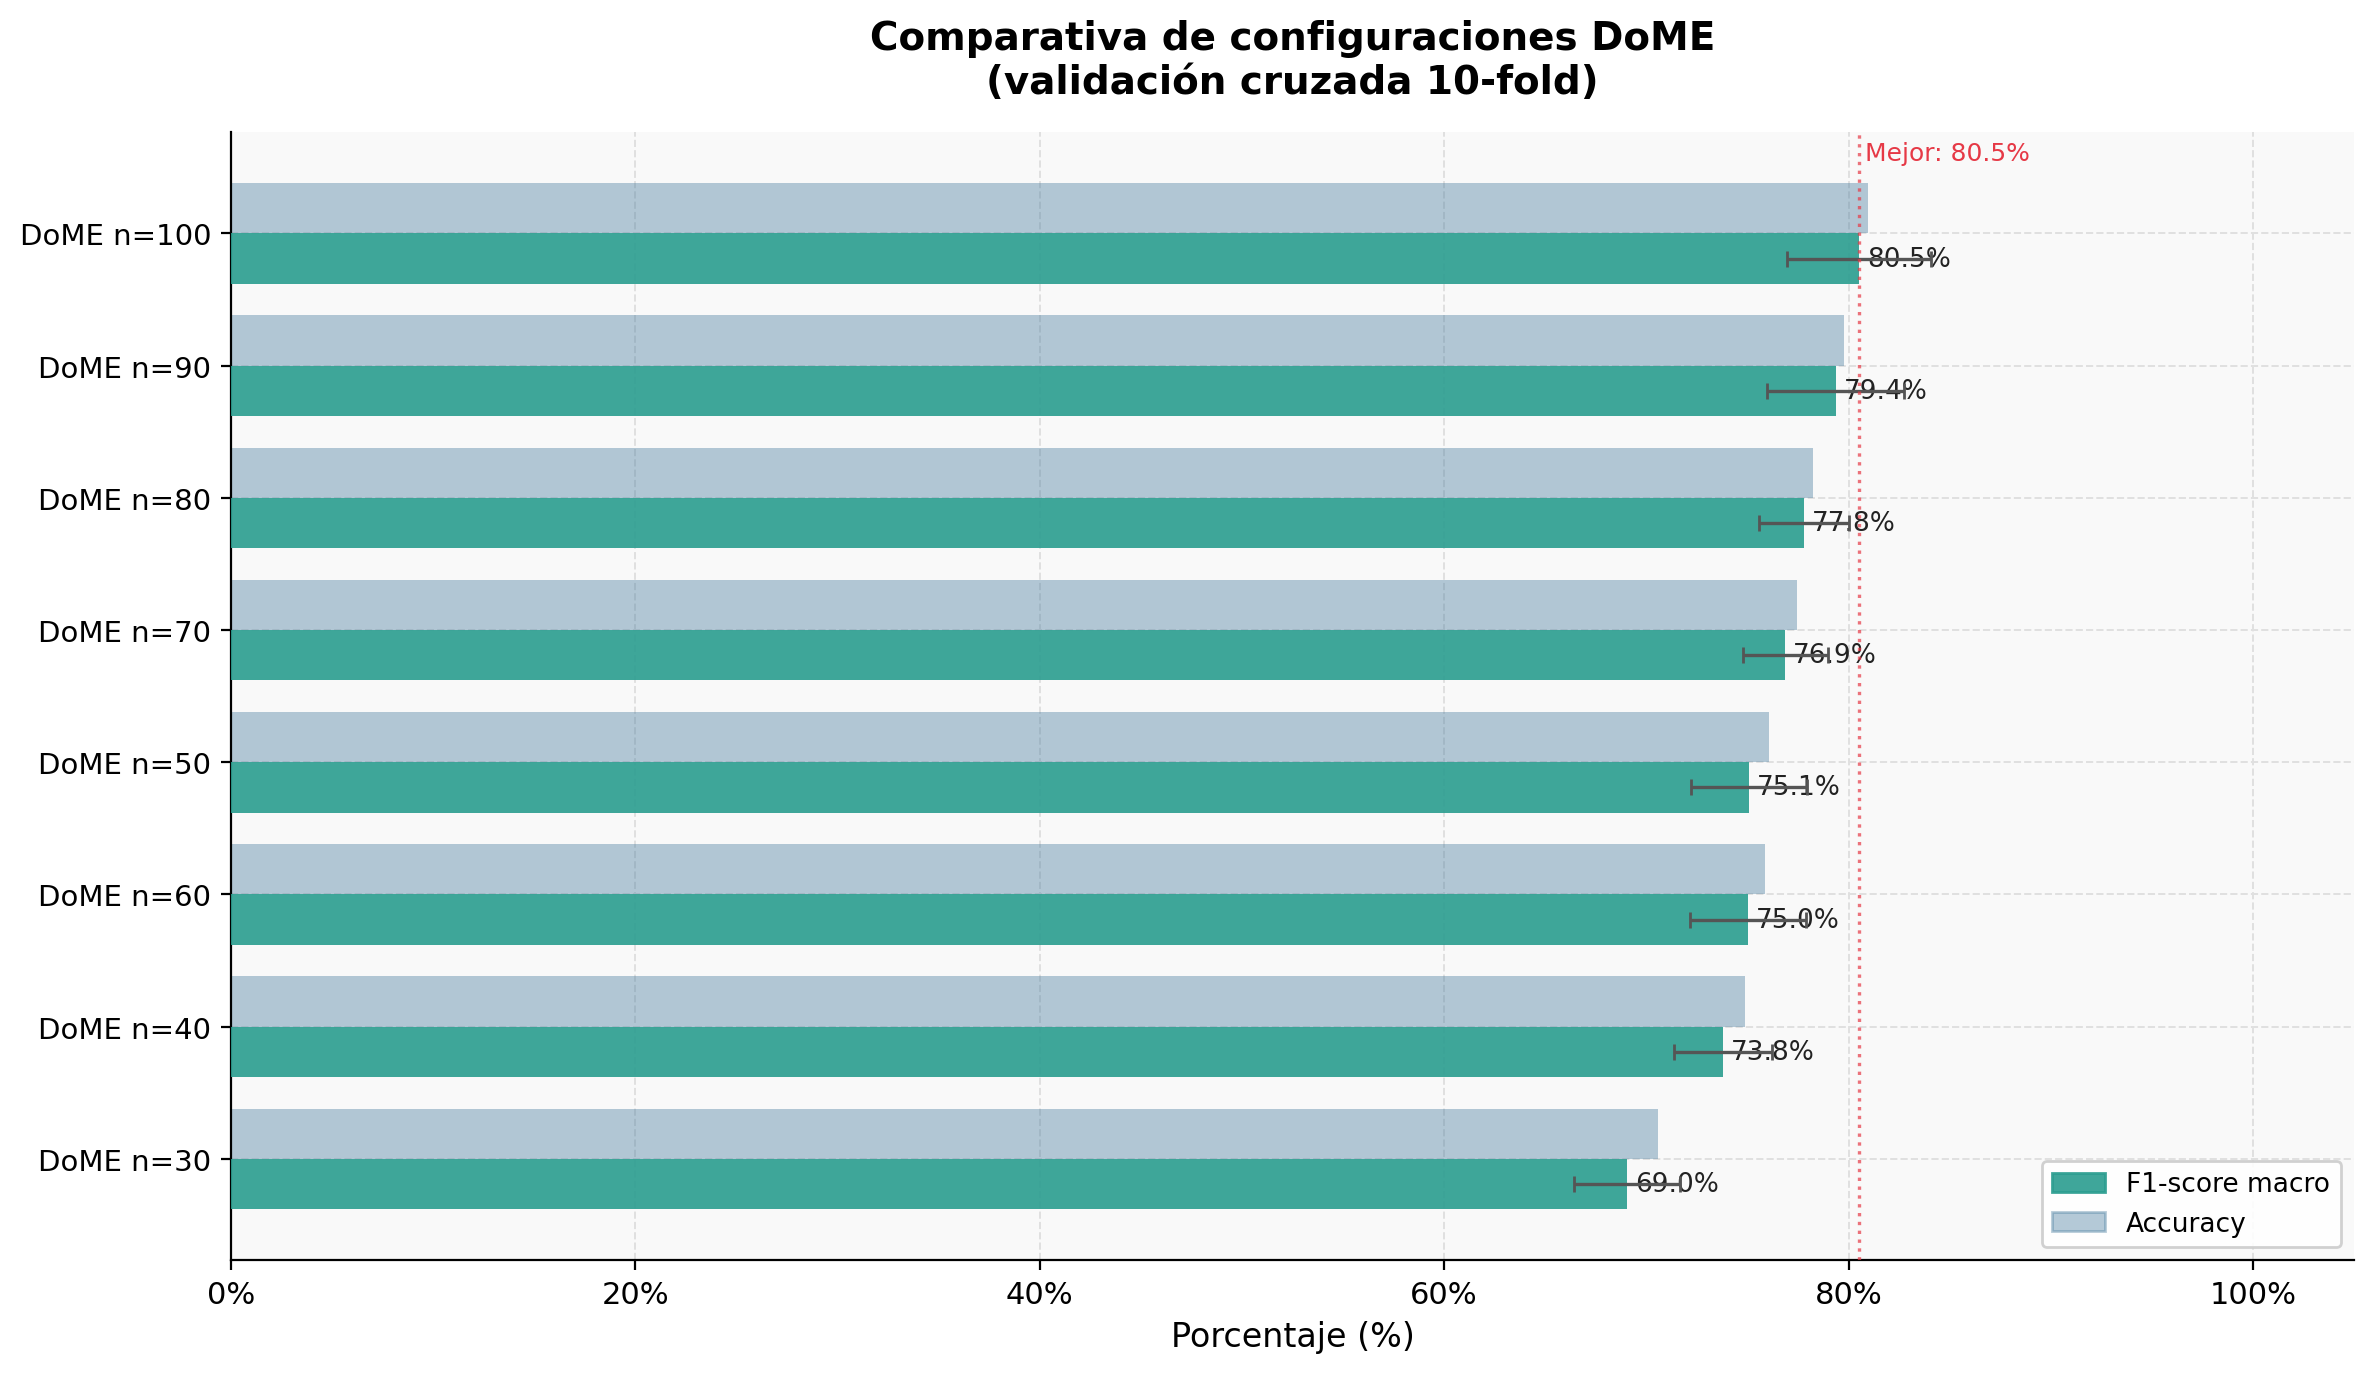 Comparativa de configuraciones DoME
(validación cruzada 10-fold)
Mejor: 80.5%
DoME n=100
80.5%
DoME n=90
79.4%
DoME n=80
77.8%
DoME n=70
76.9%
DoME n=50
75.1%
DoME n=60
75.0%
DoME n=40
73.8%
DoME n=30
69.0%
F1-score macro
Accuracy
0% 20% 40% 60% 80% 100%
Porcentaje (%)